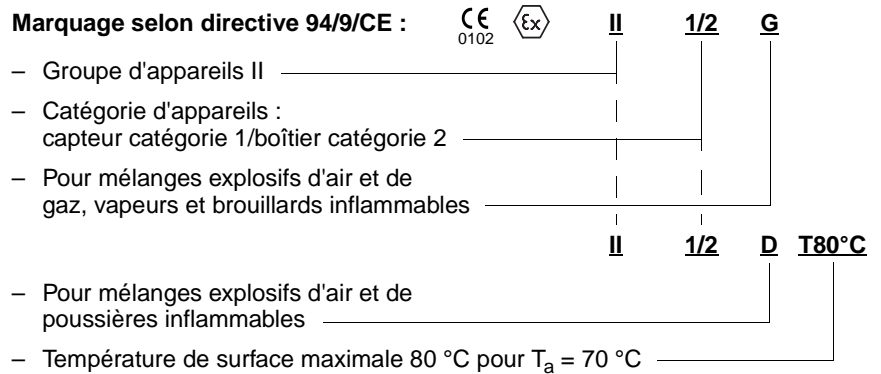 Marquage selon directive 94/9/CE : CE 0102 Ex II 1/2 G
– Groupe d'appareils II
– Catégorie d'appareils :
capteur catégorie 1/boîtier catégorie 2
– Pour mélanges explosifs d'air et de
gaz, vapeurs et brouillards inflammables
II 1/2 D T80°C
– Pour mélanges explosifs d'air et de
poussières inflammables
– Température de surface maximale 80 °C pour Ta = 70 °C